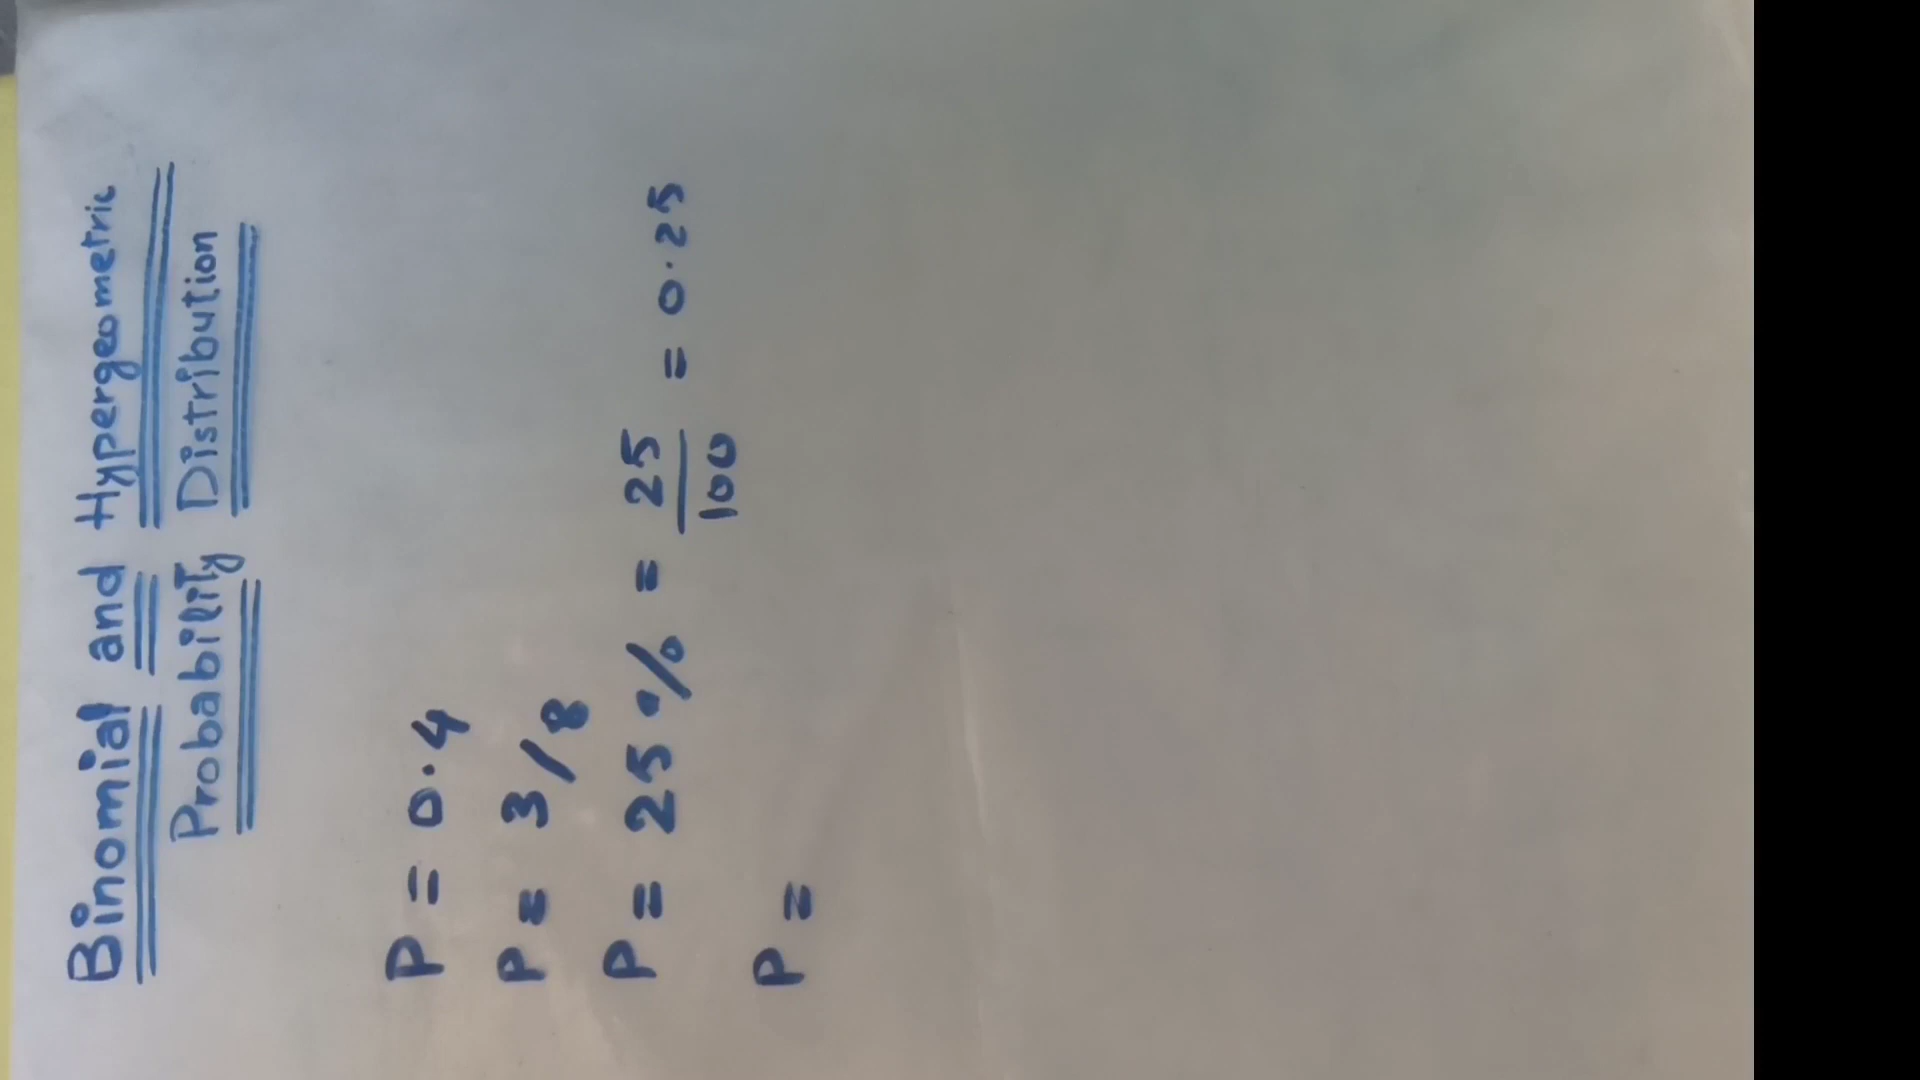 Binomial and Hypergeometric
Probability Distribution
P = 0.4
P = 3/8
P = 25% = 25/100 = 0.25
P =